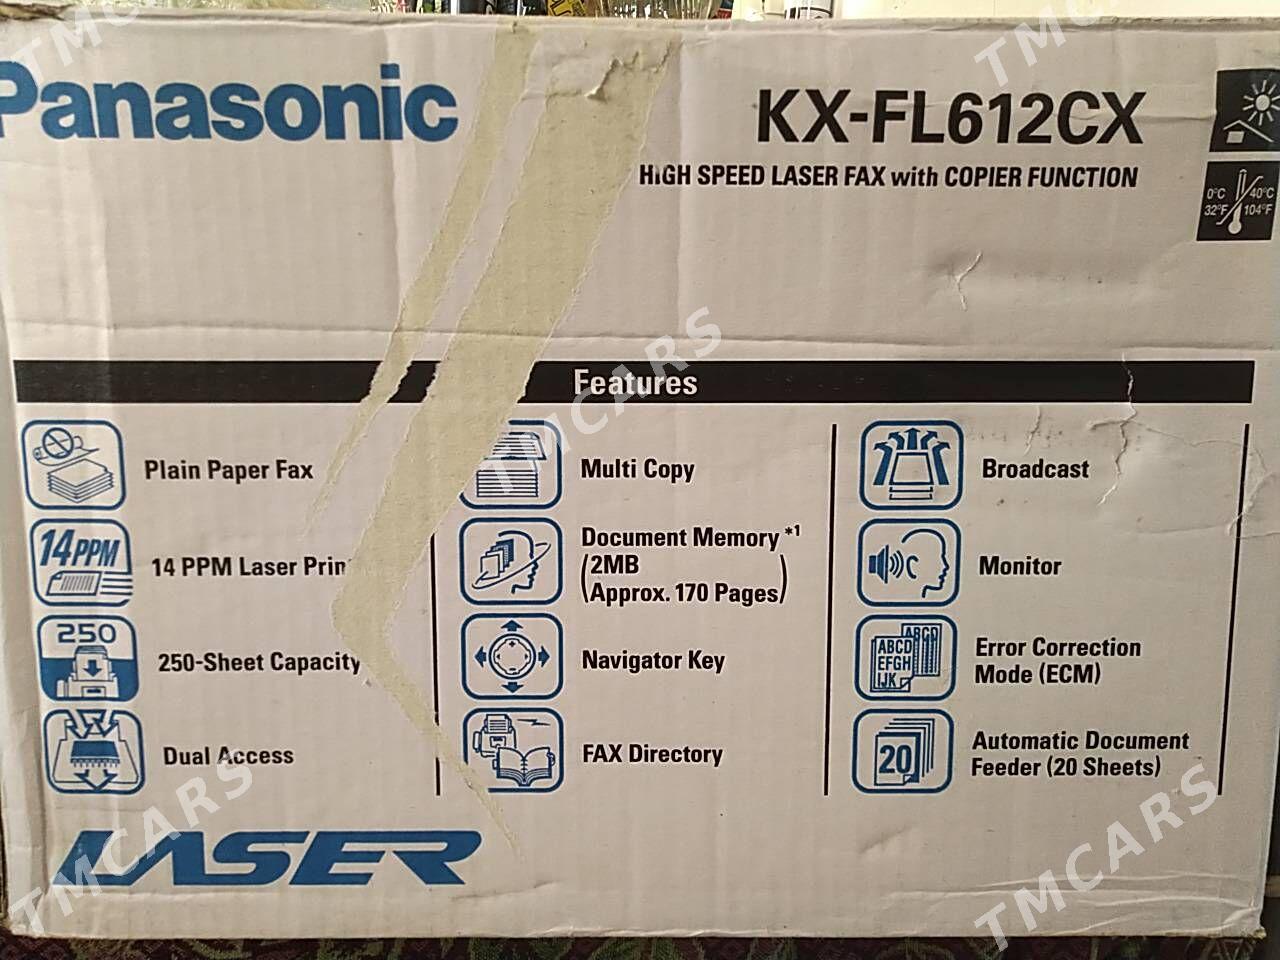 TMCARS
TMCARS
Panasonic
KX-FL612CX
HIGH SPEED LASER FAX with COPIER FUNCTION
0°C
40°C
32°F
104°F
TMCARS
Features
Plain Paper Fax
14PPM
14 PPM Laser Prin
250
250-Sheet Capacity
Dual Access
Multi Copy
Document Memory *1
(2MB
(Approx. 170 Pages)
Navigator Key
FAX Directory
Broadcast
Monitor
ABCD
ABCD
EFGH
IJK
Error Correction
Mode (ECM)
20
Automatic Document
Feeder (20 Sheets)
LASER
TMCARS
TMCARS